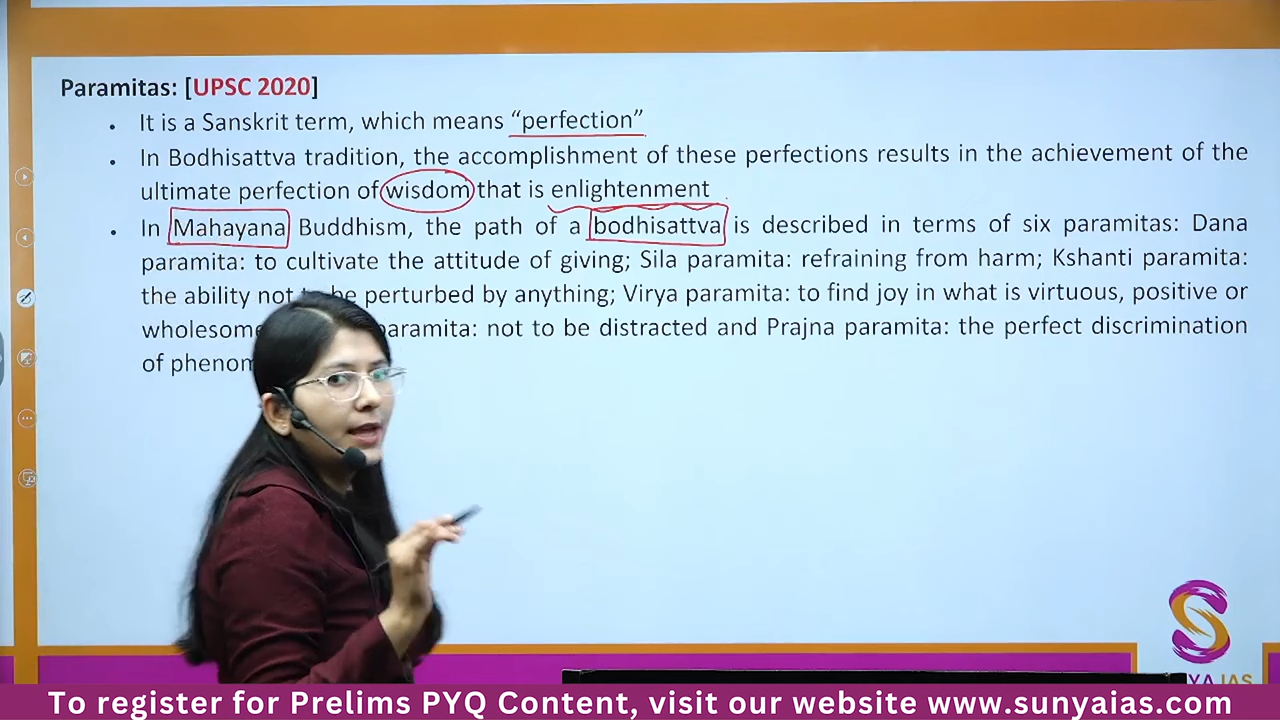 Paramitas: [UPSC 2020]
• It is a Sanskrit term, which means “perfection”
• In Bodhisattva tradition, the accomplishment of these perfections results in the achievement of the
ultimate perfection of wisdom that is enlightenment
• In Mahayana Buddhism, the path of a bodhisattva is described in terms of six paramitas: Dana
paramita: to cultivate the attitude of giving; Sila paramita: refraining from harm; Kshanti paramita:
the ability not be perturbed by anything; Virya paramita: to find joy in what is virtuous, positive or
wholesome paramita: not to be distracted and Prajna paramita: the perfect discrimination
of phenom
YA IAS
To register for Prelims PYQ Content, visit our website www.sunyaias.com